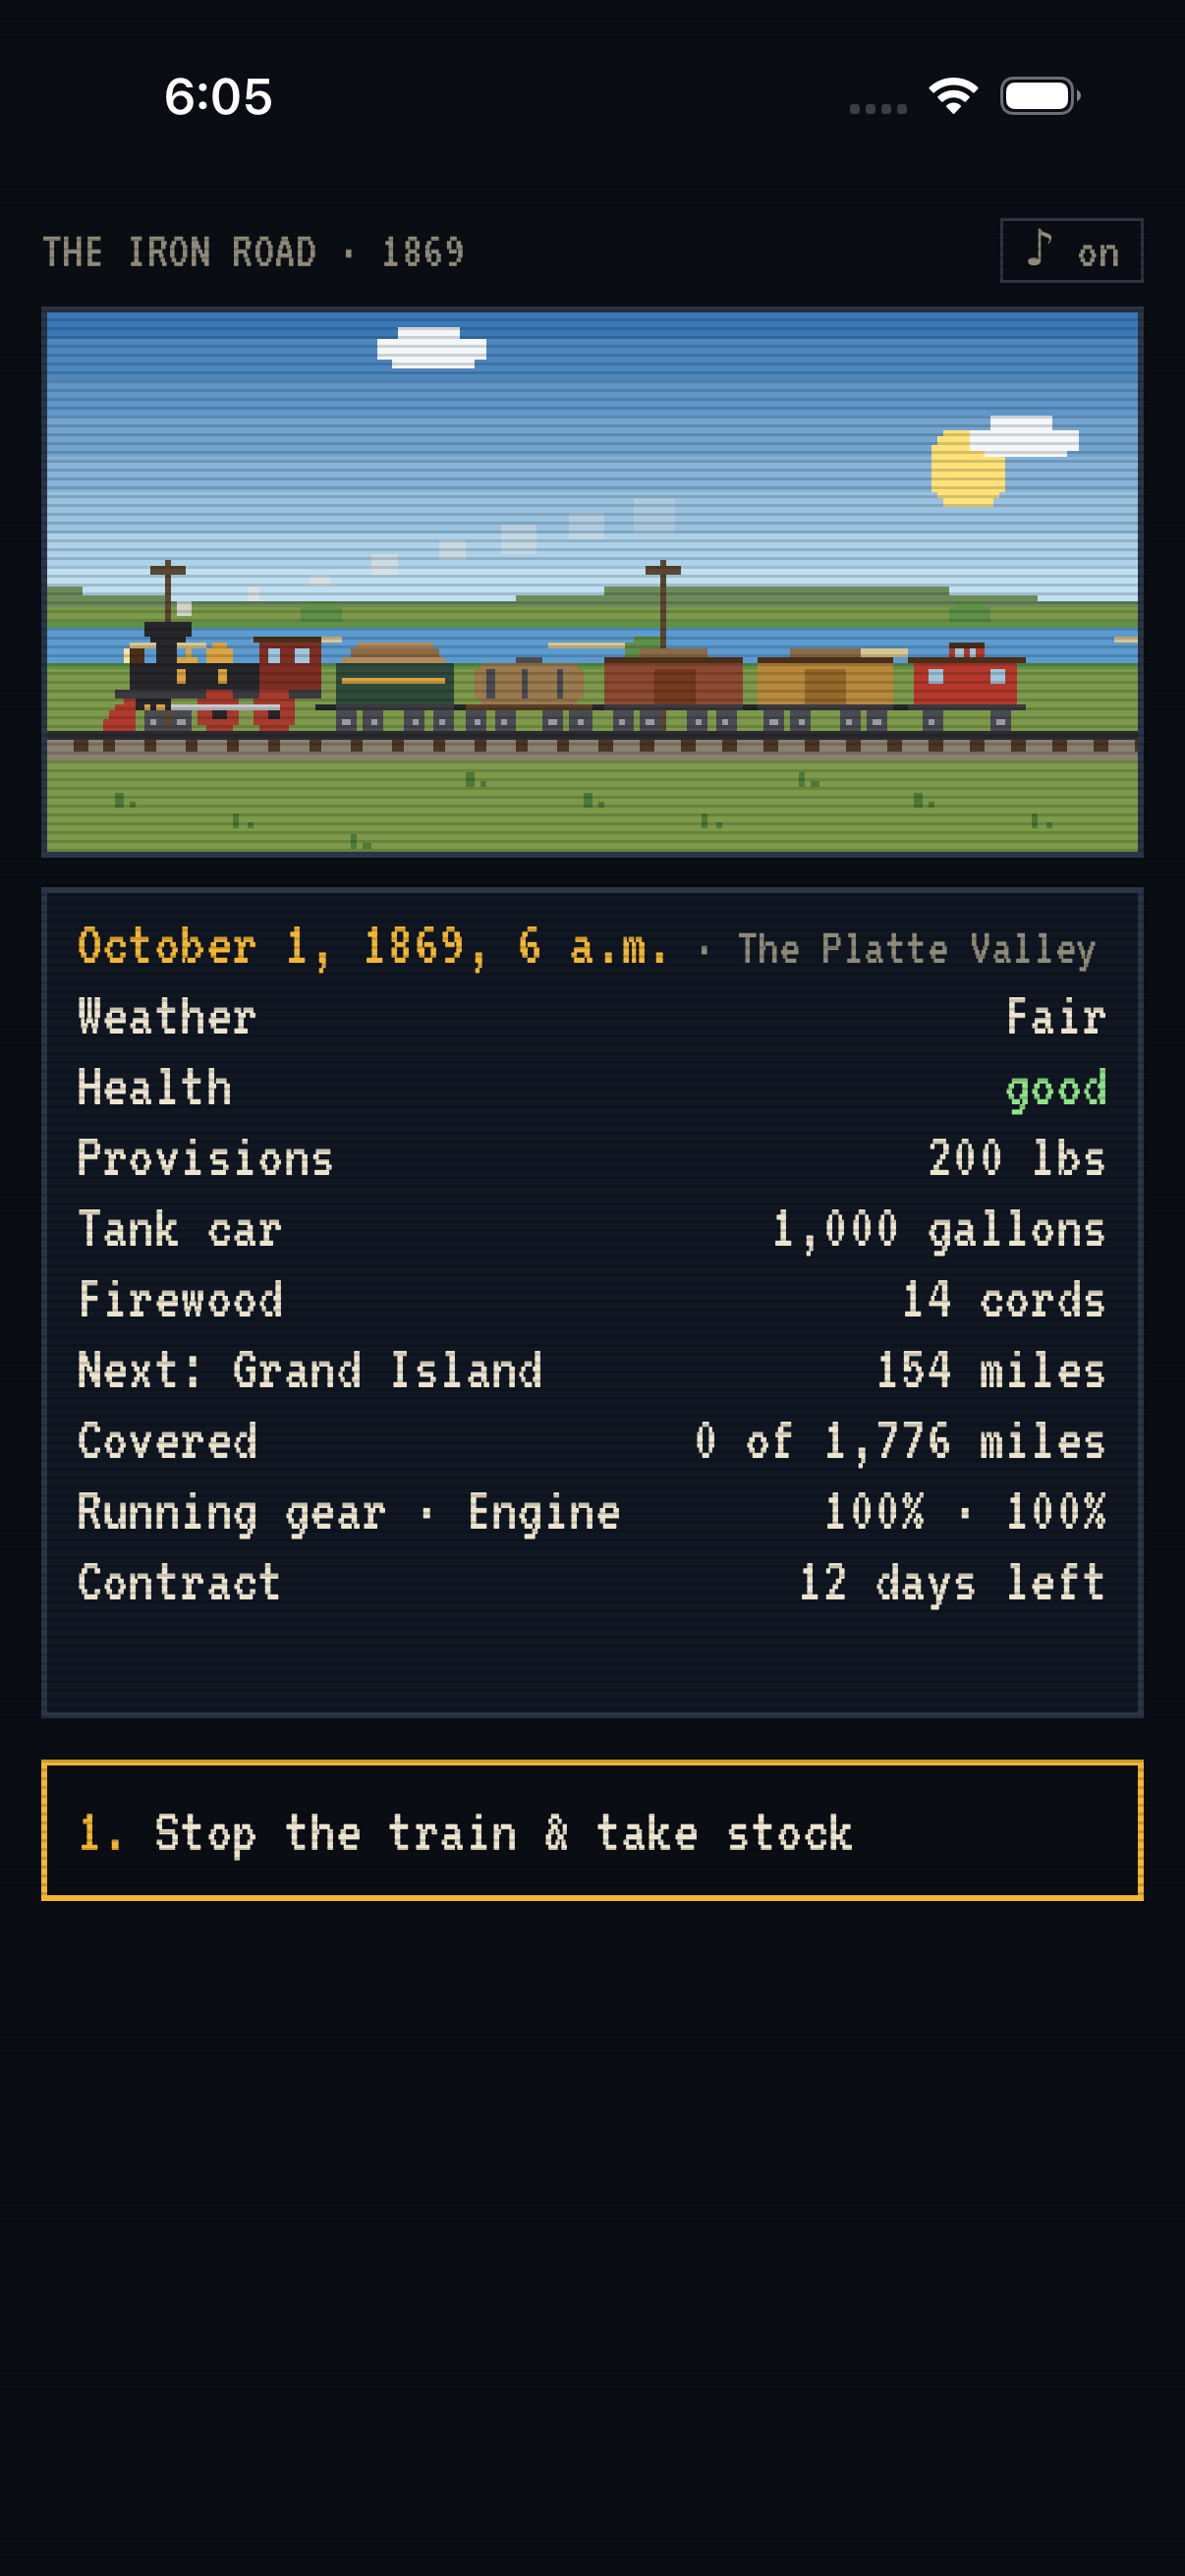 6:05
THE IRON ROAD · 1869 ♪ on
October 1, 1869, 6 a.m. · The Platte Valley
Weather Fair
Health good
Provisions 200 lbs
Tank car 1,000 gallons
Firewood 14 cords
Next: Grand Island 154 miles
Covered 0 of 1,776 miles
Running gear · Engine 100% · 100%
Contract 12 days left
1. Stop the train & take stock